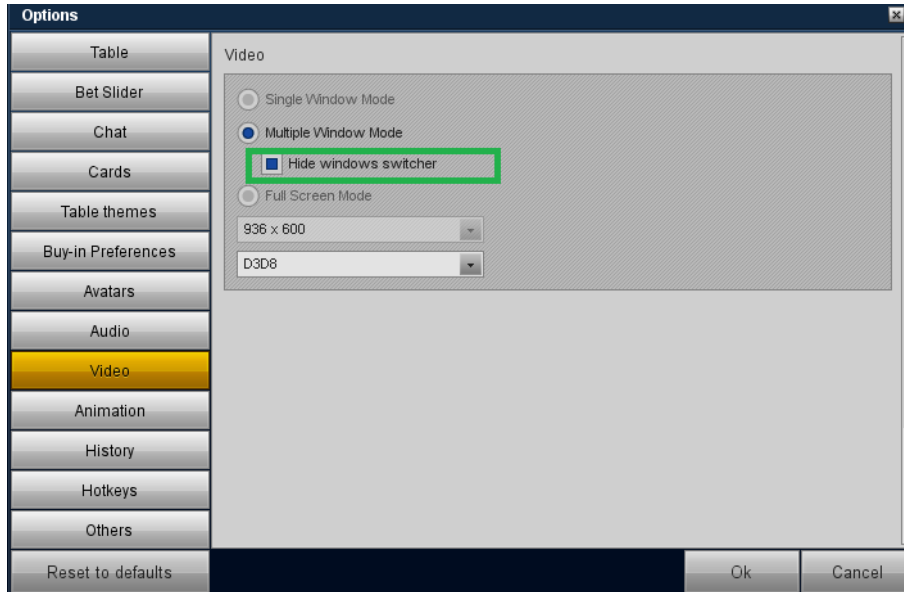 Options
Table
Bet Slider
Chat
Cards
Table themes
Buy-in Preferences
Avatars
Audio
Video
Animation
History
Hotkeys
Others
Reset to defaults
Video
Single Window Mode
Multiple Window Mode
Hide windows switcher
Full Screen Mode
936 x 600
D3D8
Ok
Cancel